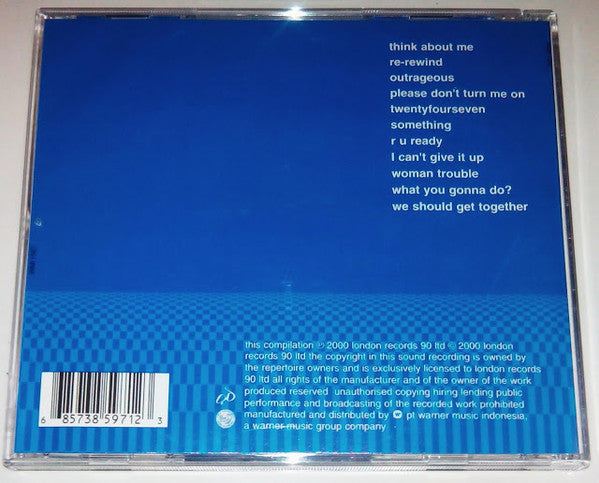 think about me
re-rewind
outrageous
please don't turn me on
twentyfourseven
something
r u ready
I can't give it up
woman trouble
what you gonna do?
we should get together
this compilation ℗ 2000 london records 90 ltd © 2000 london
records 90 ltd the copyright in this sound recording is owned by
the repertoire owners and is exclusively licensed to london records
90 ltd all rights of the manufacturer and of the owner of the work
produced reserved unauthorised copying hiring lending public
performance and broadcasting of the recorded work prohibited
manufactured and distributed by pt warner music indonesia,
a warner music group company
6 85738 59712 3